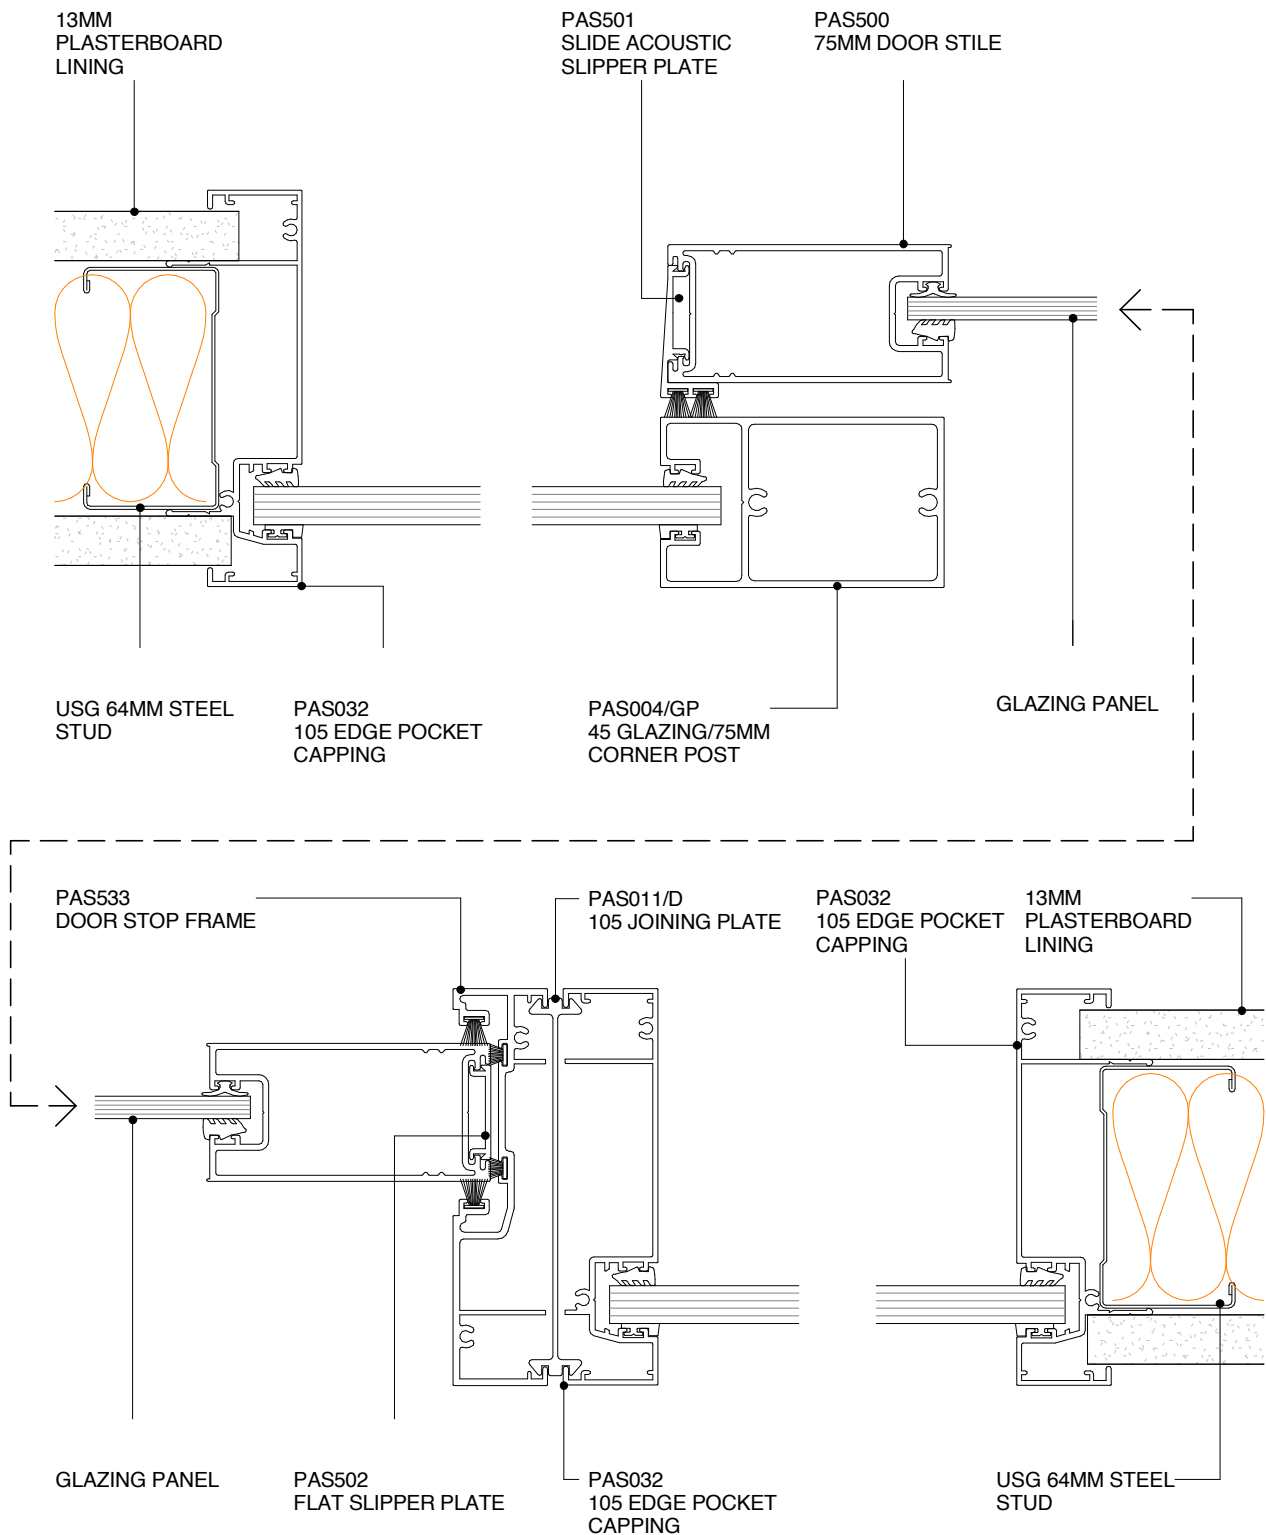 13MM
PLASTERBOARD
LINING
PAS501
SLIDE ACOUSTIC
SLIPPER PLATE
PAS500
75MM DOOR STILE
USG 64MM STEEL
STUD
PAS032
105 EDGE POCKET
CAPPING
PAS004/GP
45 GLAZING/75MM
CORNER POST
GLAZING PANEL
PAS533
DOOR STOP FRAME
PAS011/D
105 JOINING PLATE
PAS032
105 EDGE POCKET
CAPPING
13MM
PLASTERBOARD
LINING
GLAZING PANEL
PAS502
FLAT SLIPPER PLATE
PAS032
105 EDGE POCKET
CAPPING
USG 64MM STEEL
STUD